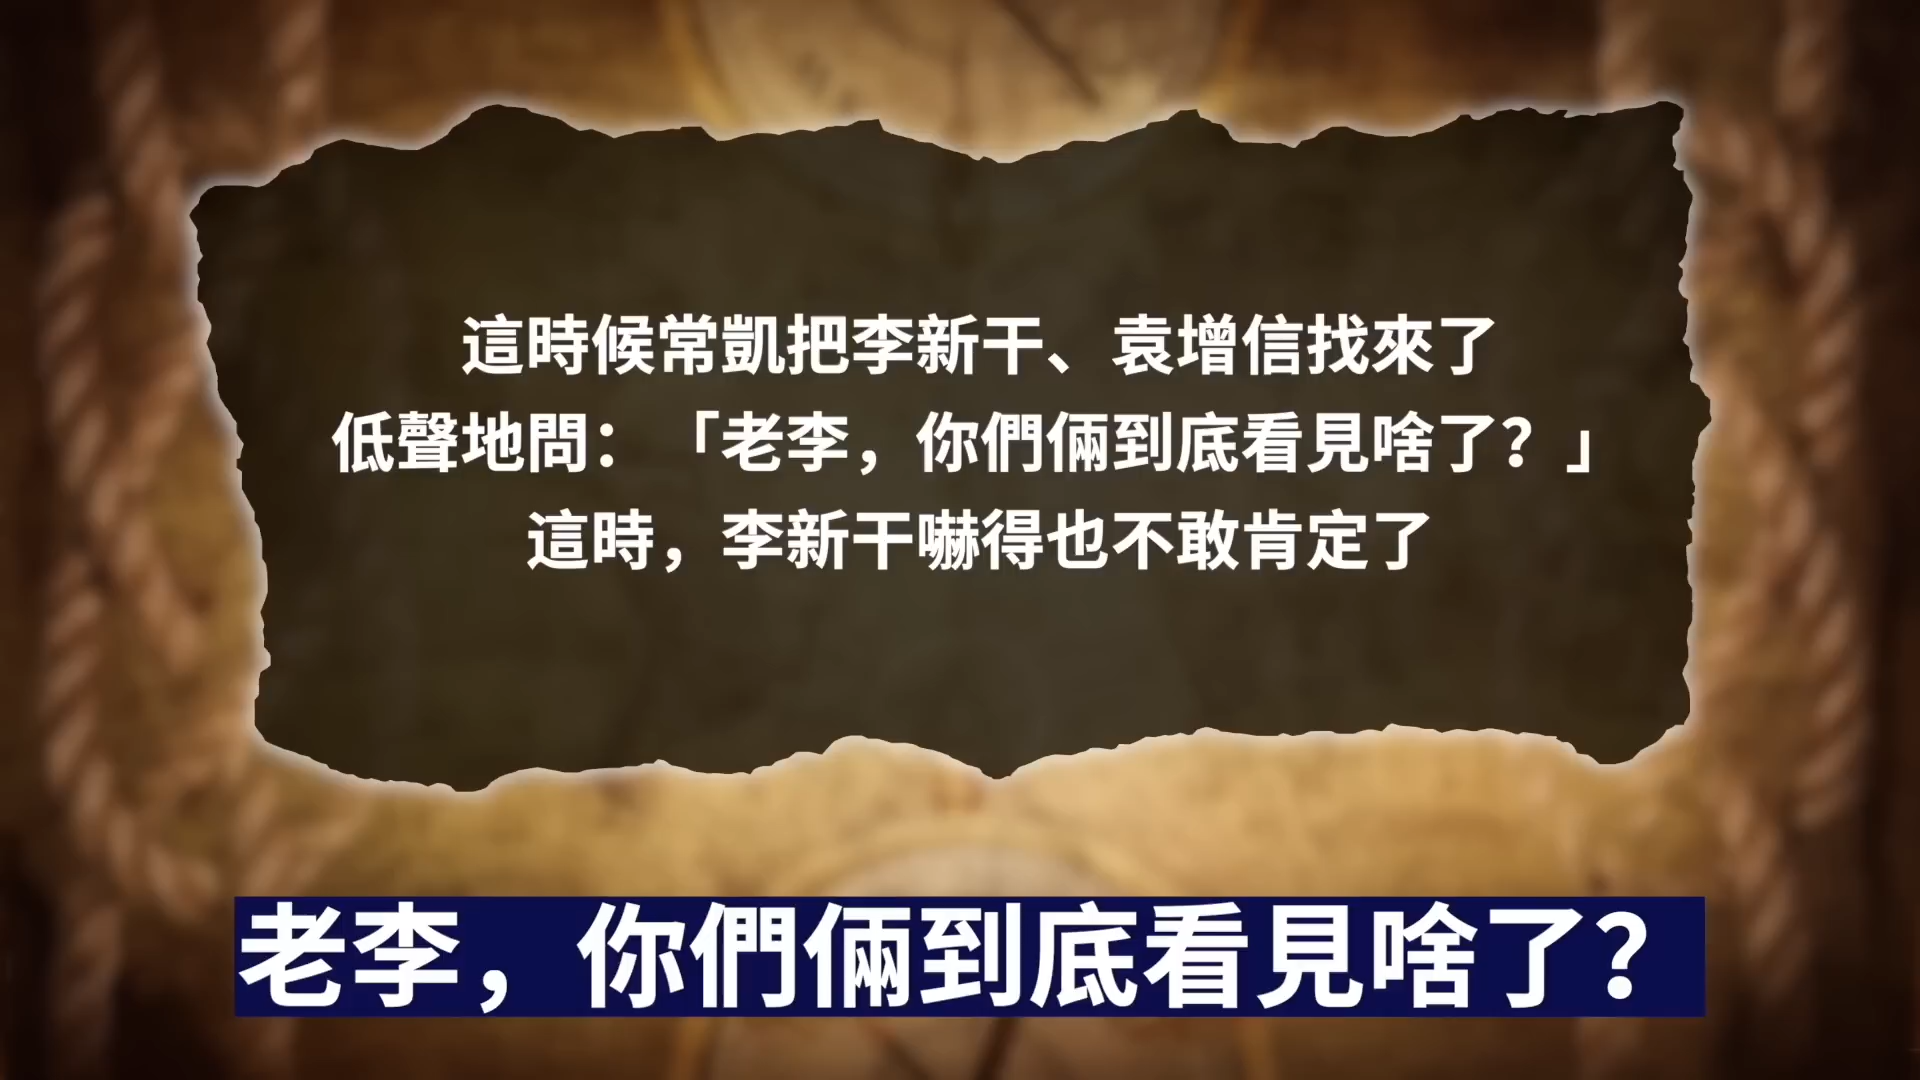 這時候常凱把李新干、袁增信找來了
低聲地問：「老李，你們倆到底看見啥了？」
這時，李新干嚇得也不敢肯定了
老李，你們倆到底看見啥了？